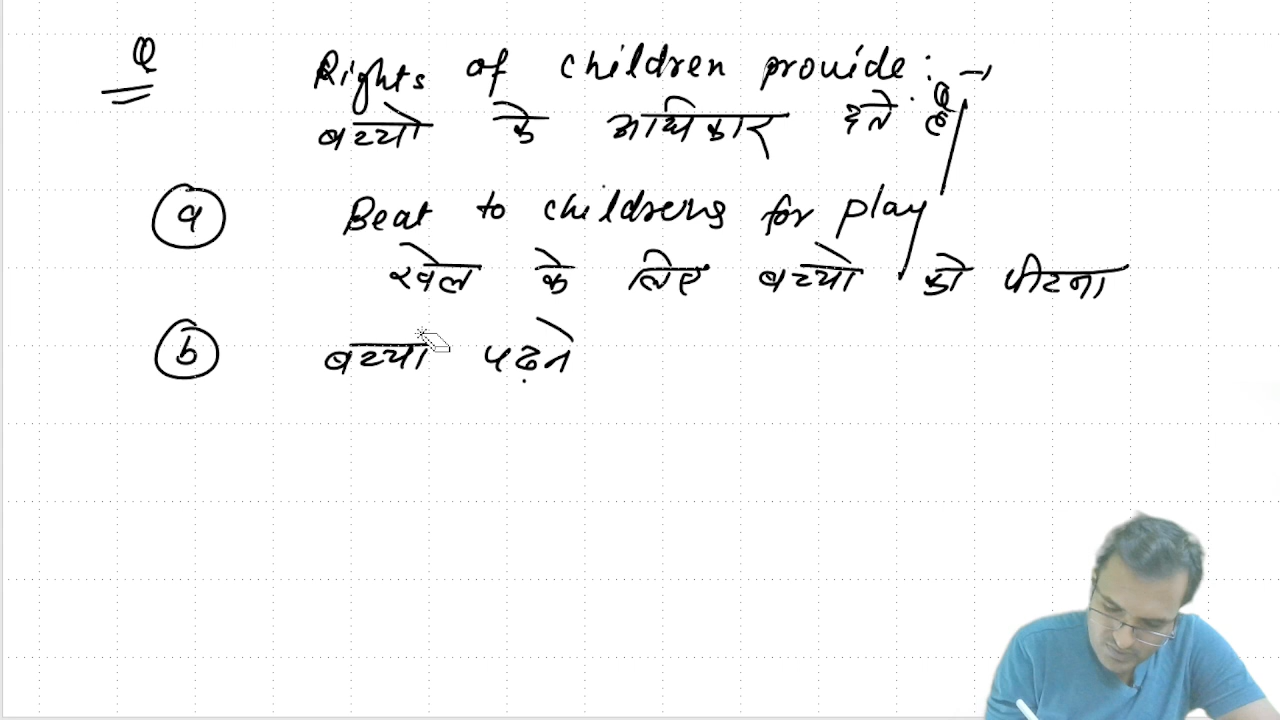 Q Rights of children provide: →
बच्चो के अधिकार देते है
a Beat to childrens for play
खेल के लिए बच्चो को पीटना
b बच्चा पढ़ने